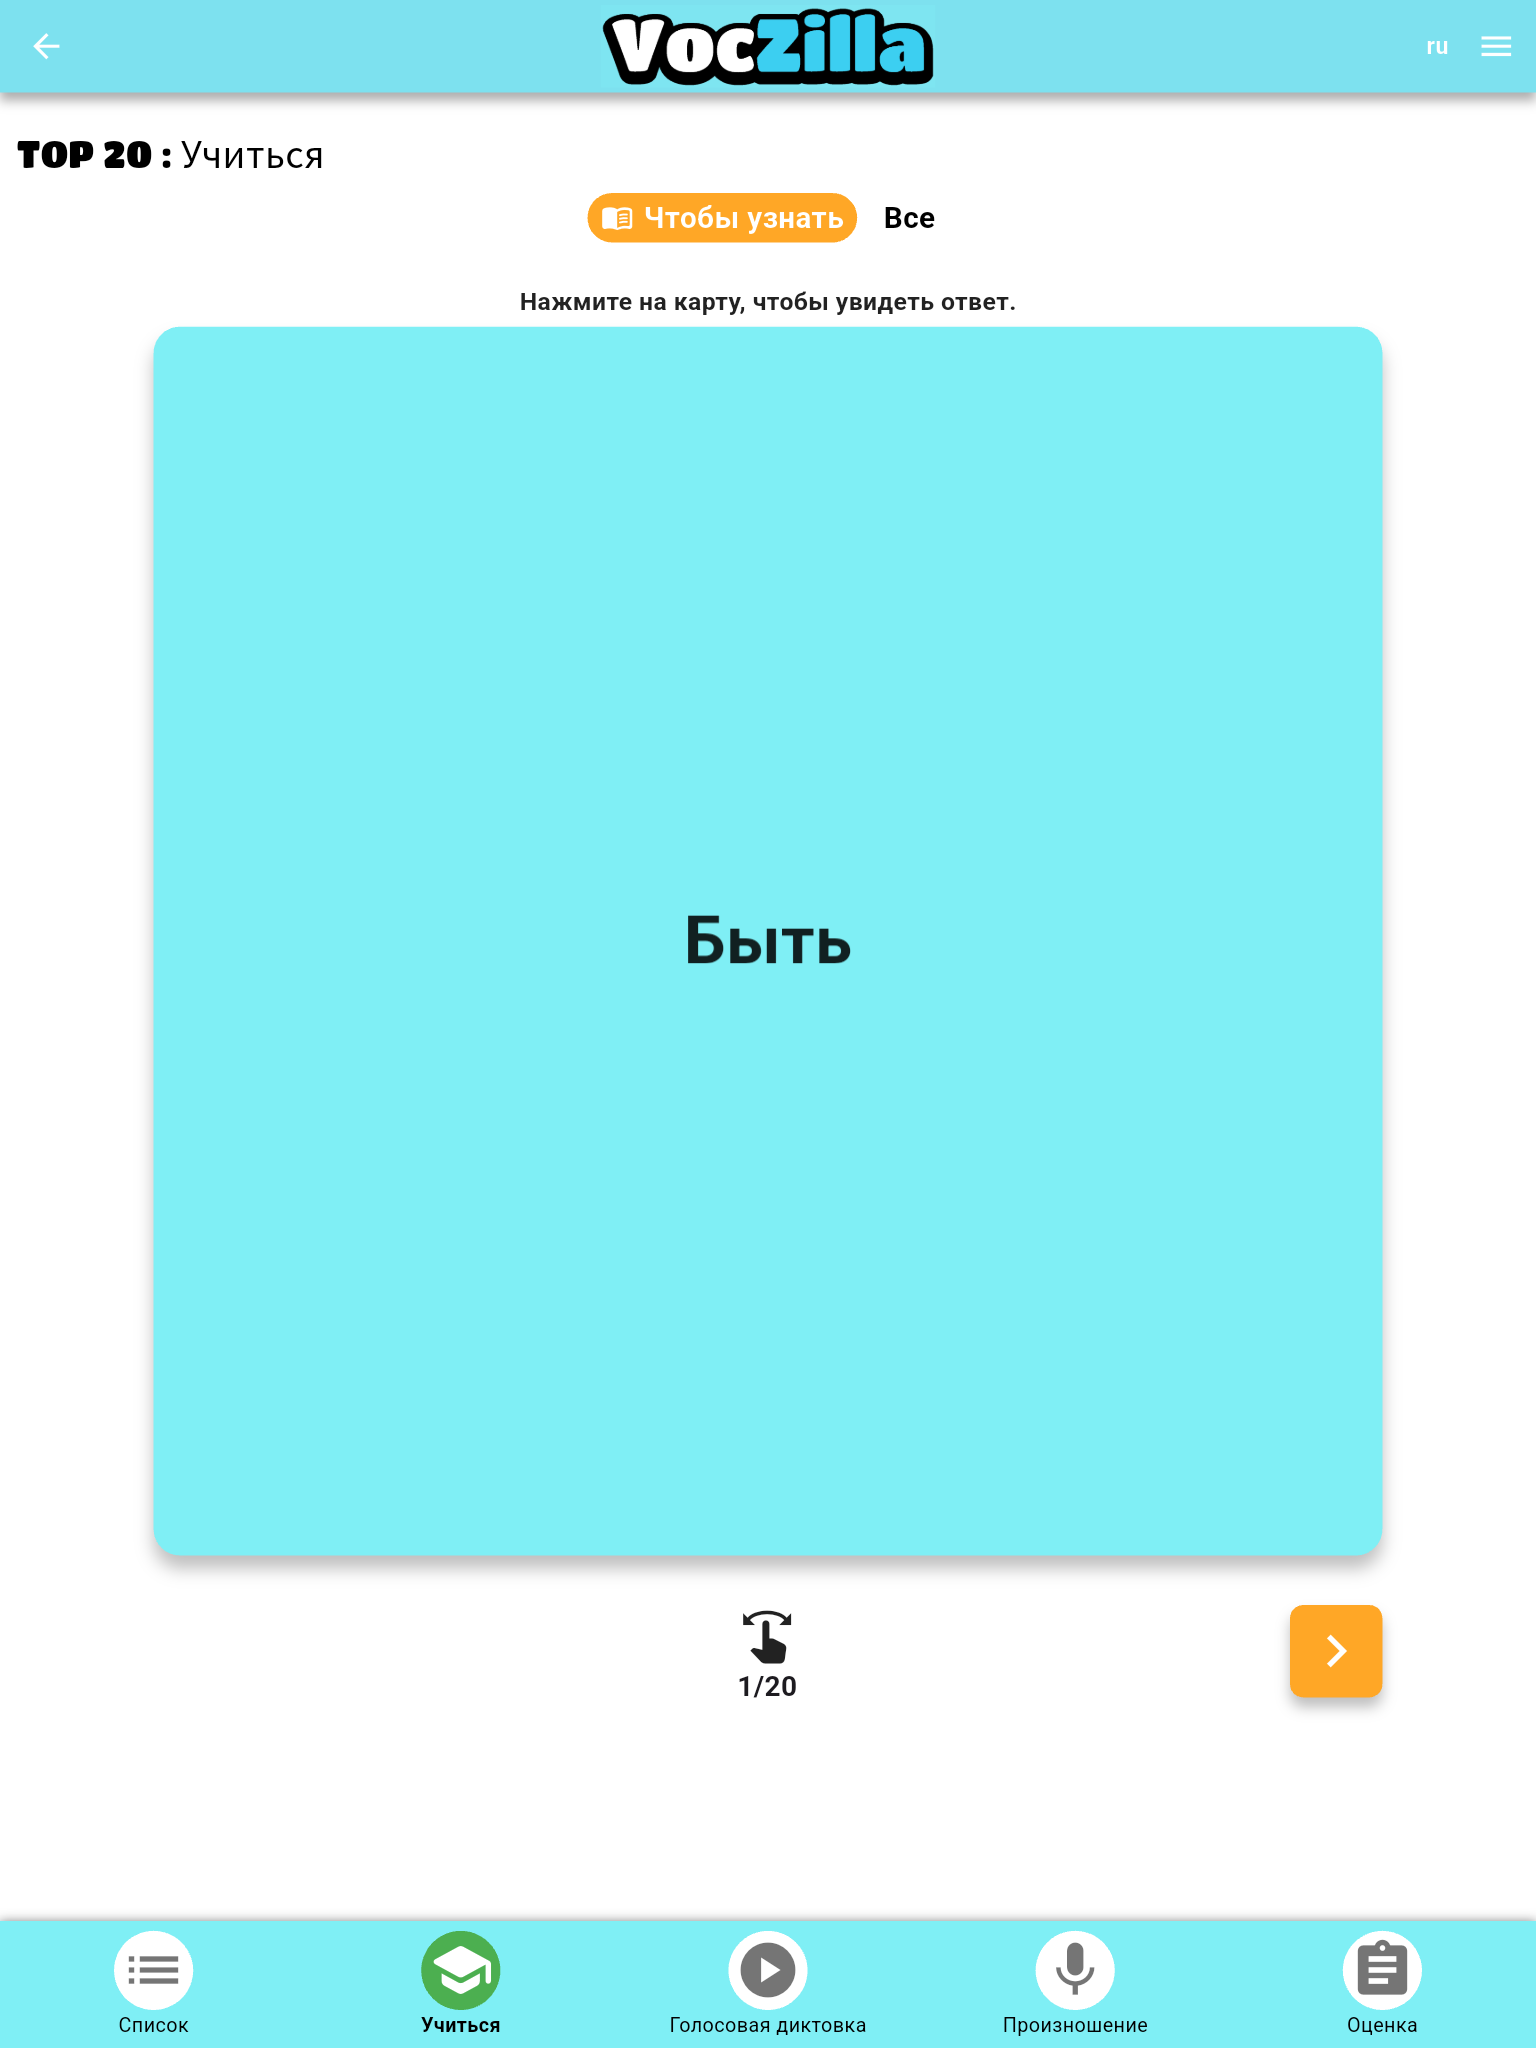 VocZilla
ru
TOP 20 : Учиться
Чтобы узнать
Все
Нажмите на карту, чтобы увидеть ответ.
Быть
1/20
Список
Учиться
Голосовая диктовка
Произношение
Оценка